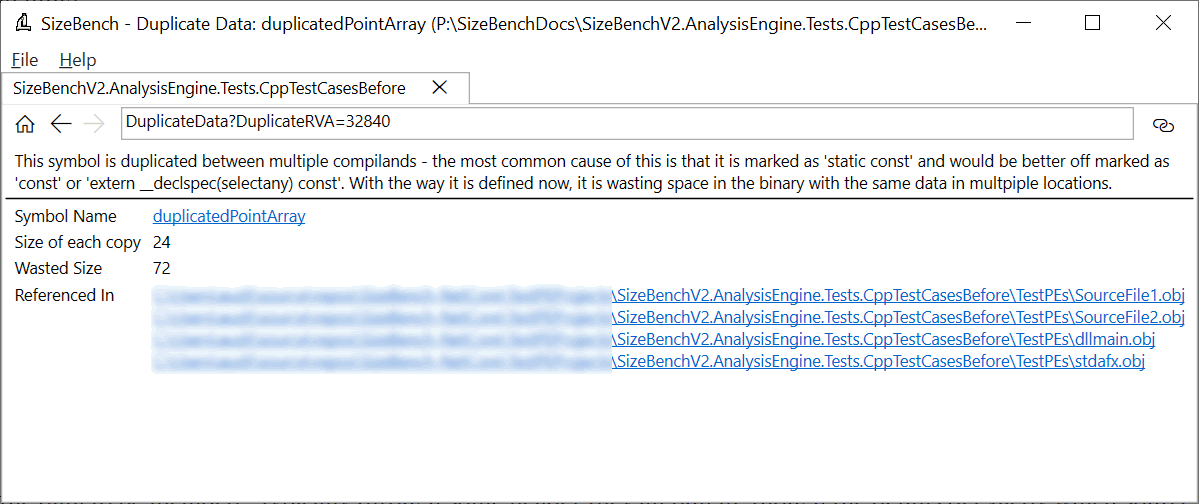 SizeBench - Duplicate Data: duplicatedPointArray (P:\SizeBenchDocs\SizeBenchV2.AnalysisEngine.Tests.CppTestCasesBe...
File Help
SizeBenchV2.AnalysisEngine.Tests.CppTestCasesBefore
DuplicateData?DuplicateRVA=32840
This symbol is duplicated between multiple compilands - the most common cause of this is that it is marked as 'static const' and would be better off marked as
'const' or 'extern __declspec(selectany) const'. With the way it is defined now, it is wasting space in the binary with the same data in multpiple locations.
Symbol Name duplicatedPointArray
Size of each copy 24
Wasted Size 72
Referenced In \SizeBenchV2.AnalysisEngine.Tests.CppTestCasesBefore\TestPEs\SourceFile1.obj
\SizeBenchV2.AnalysisEngine.Tests.CppTestCasesBefore\TestPEs\SourceFile2.obj
\SizeBenchV2.AnalysisEngine.Tests.CppTestCasesBefore\TestPEs\dllmain.obj
\SizeBenchV2.AnalysisEngine.Tests.CppTestCasesBefore\TestPEs\stdafx.obj